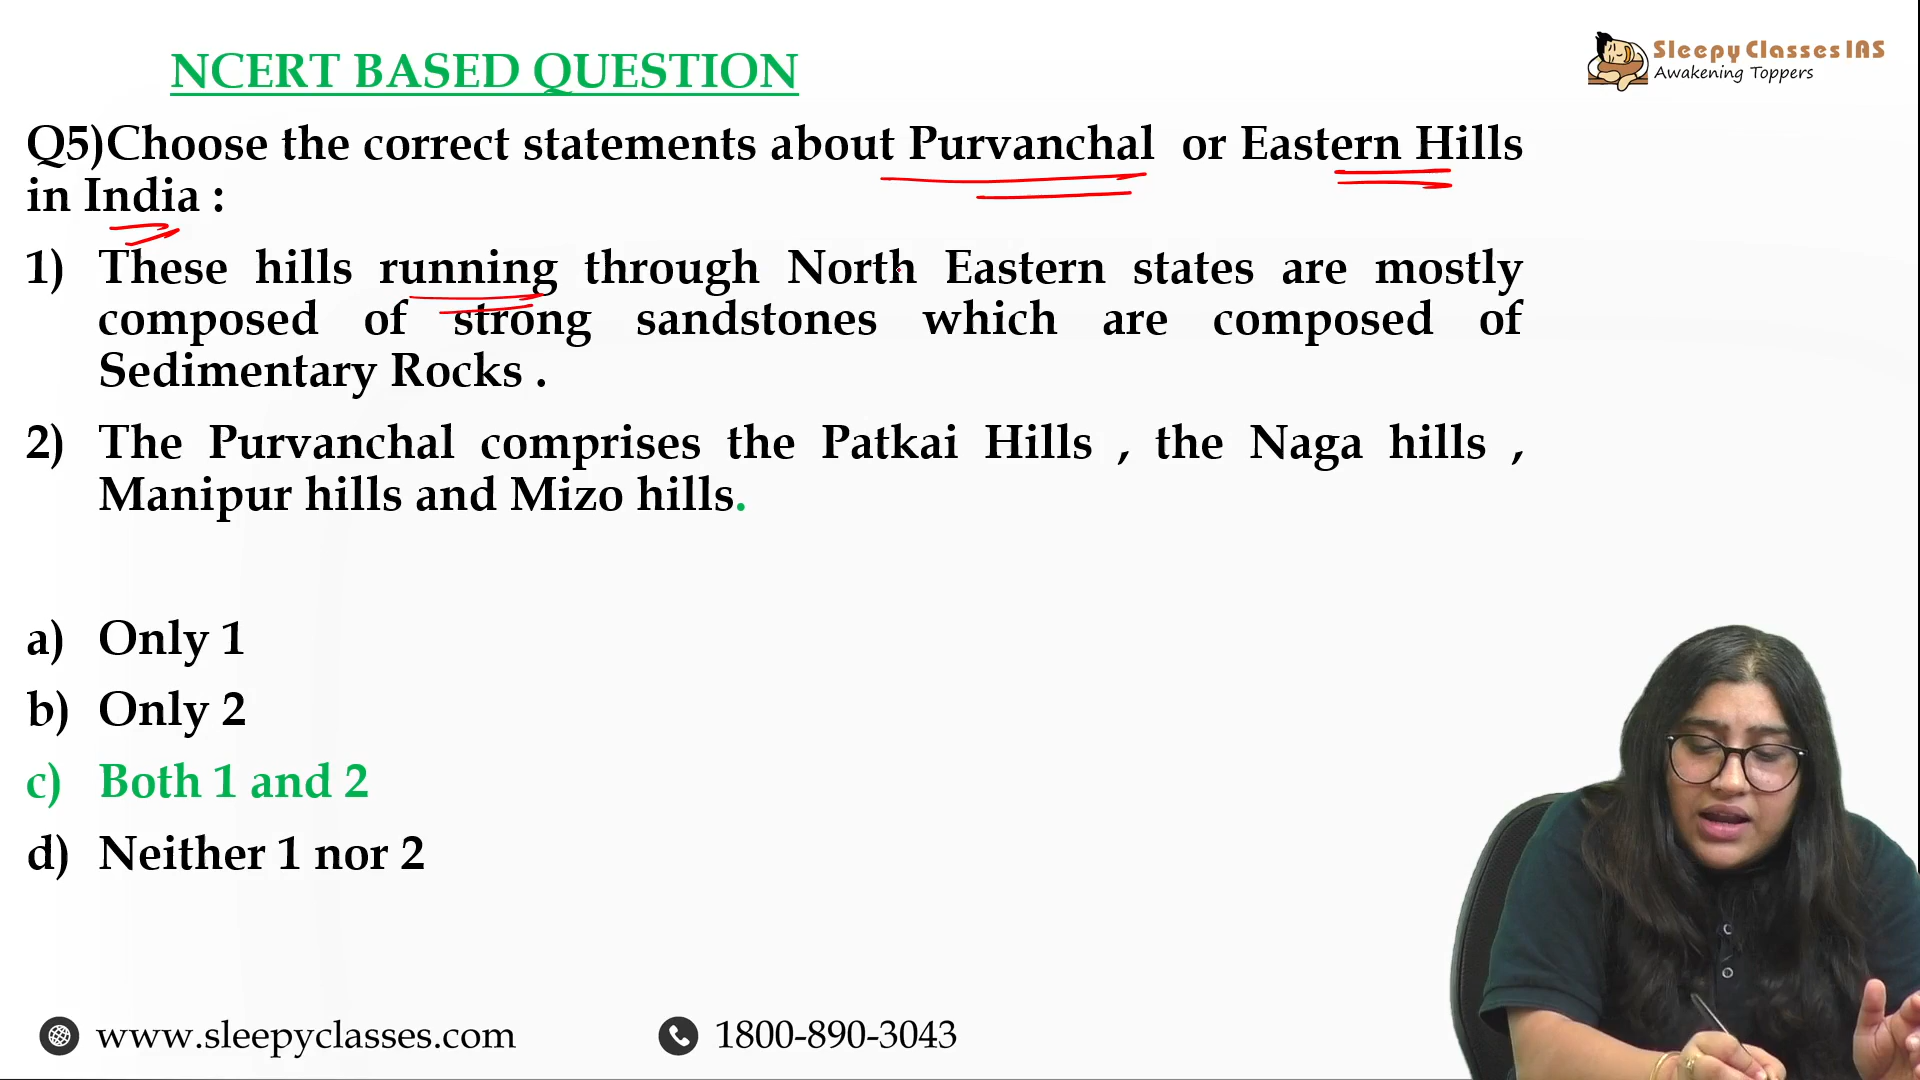 NCERT BASED QUESTION
Sleepy Classes IAS
Awakening Toppers
Q5)Choose the correct statements about Purvanchal or Eastern Hills
in India :
1) These hills running through North Eastern states are mostly
composed of strong sandstones which are composed of
Sedimentary Rocks .
2) The Purvanchal comprises the Patkai Hills , the Naga hills ,
Manipur hills and Mizo hills.
a) Only 1
b) Only 2
c) Both 1 and 2
d) Neither 1 nor 2
www.sleepyclasses.com
1800-890-3043